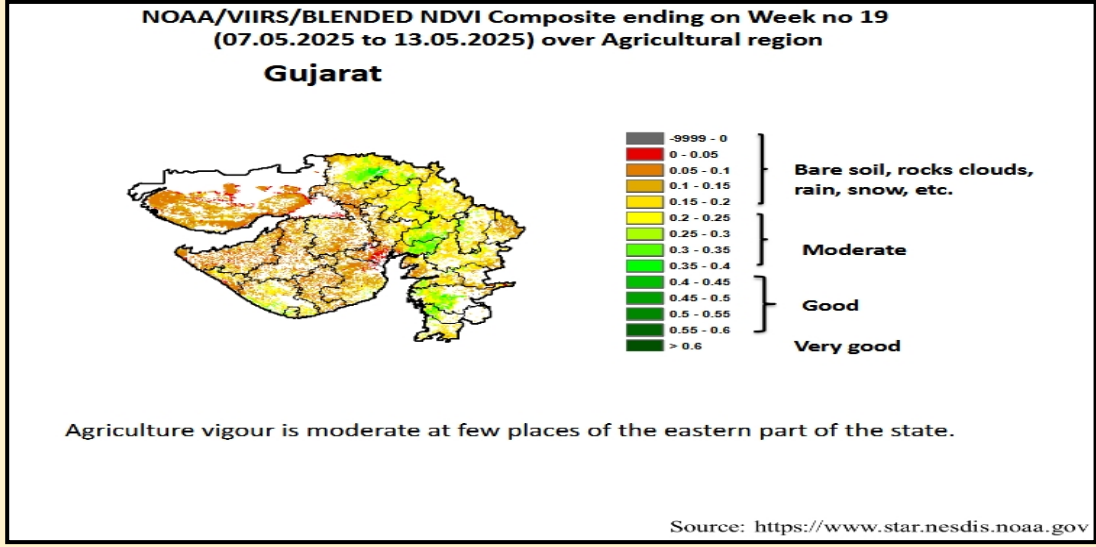 NOAA/VIIRS/BLENDED NDVI Composite ending on Week no 19
(07.05.2025 to 13.05.2025) over Agricultural region
Gujarat
-9999 - 0
0 - 0.05
0.05 - 0.1
0.1 - 0.15
0.15 - 0.2
Bare soil, rocks clouds,
rain, snow, etc.
0.2 - 0.25
0.25 - 0.3
0.3 - 0.35
0.35 - 0.4
Moderate
0.4 - 0.45
0.45 - 0.5
0.5 - 0.55
0.55 - 0.6
Good
> 0.6
Very good
Agriculture vigour is moderate at few places of the eastern part of the state.
Source: https://www.star.nesdis.noaa.gov